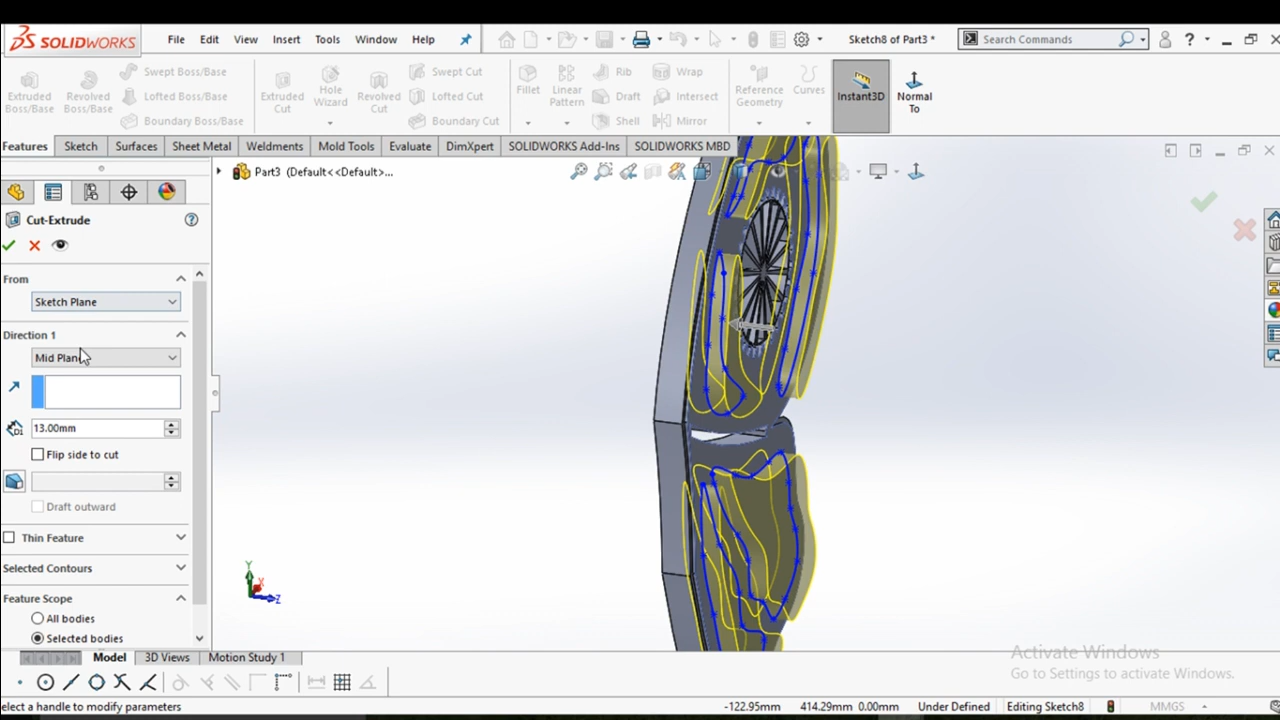 SOLIDWORKS File Edit View Insert Tools Window Help Sketch8 of Part3 * Search Commands ?
Extruded Boss/Base
Revolved Boss/Base
Swept Boss/Base
Lofted Boss/Base
Boundary Boss/Base
Extruded Cut
Hole Wizard
Revolved Cut
Swept Cut
Lofted Cut
Boundary Cut
Fillet
Linear Pattern
Rib
Draft
Shell
Wrap
Intersect
Mirror
Reference Geometry
Curves
Instant3D
Normal To
Features Sketch Surfaces Sheet Metal Weldments Mold Tools Evaluate DimXpert SOLIDWORKS Add-Ins SOLIDWORKS MBD
Part3 (Default<<Default>...
Cut-Extrude
From
Sketch Plane
Direction 1
Mid Plan
13.00mm
Flip side to cut
Draft outward
Thin Feature
Selected Contours
Feature Scope
All bodies
Selected bodies
Y
X
Z
Model 3D Views Motion Study 1
Activate Windows
Go to Settings to activate Windows.
elect a handle to modify parameters -122.95mm 414.29mm 0.00mm Under Defined Editing Sketch8 MMGS